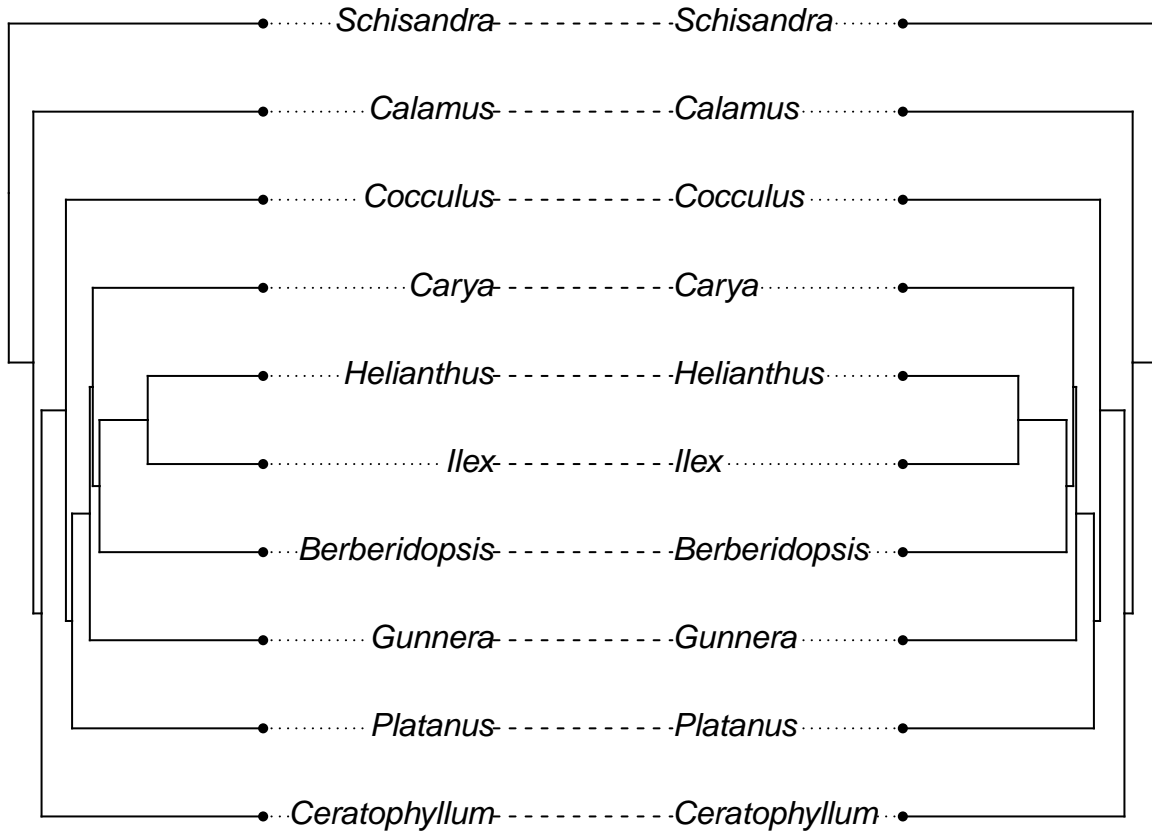 Schisandra Schisandra
Calamus Calamus
Cocculus Cocculus
Carya Carya
Helianthus Helianthus
Ilex Ilex
Berberidopsis Berberidopsis
Gunnera Gunnera
Platanus Platanus
Ceratophyllum Ceratophyllum